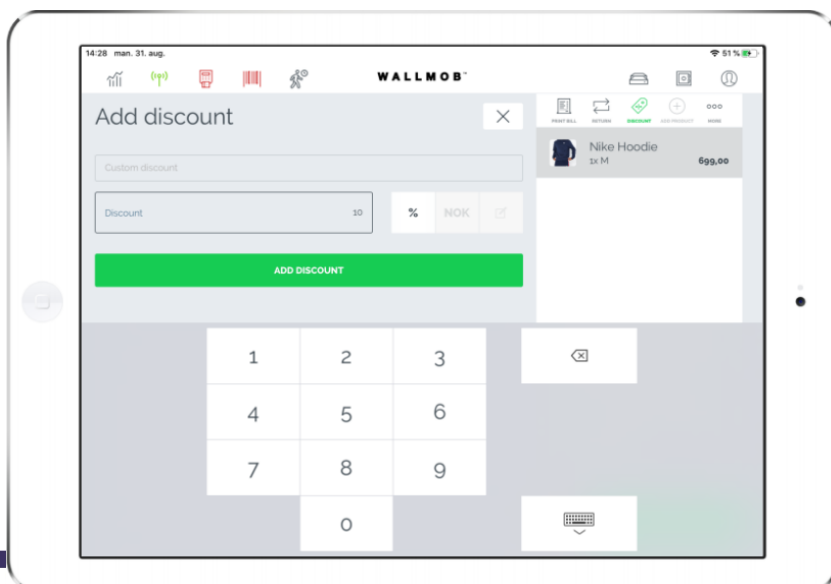 14:28 man. 31. aug.
51 %
WALLMOB
Add discount
PRINT BILL
RETURN
DISCOUNT
ADD PRODUCT
MORE
Nike Hoodie
1x M
699,00
Custom discount
Discount
10
%
NOK
ADD DISCOUNT
1
2
3
4
5
6
7
8
9
0